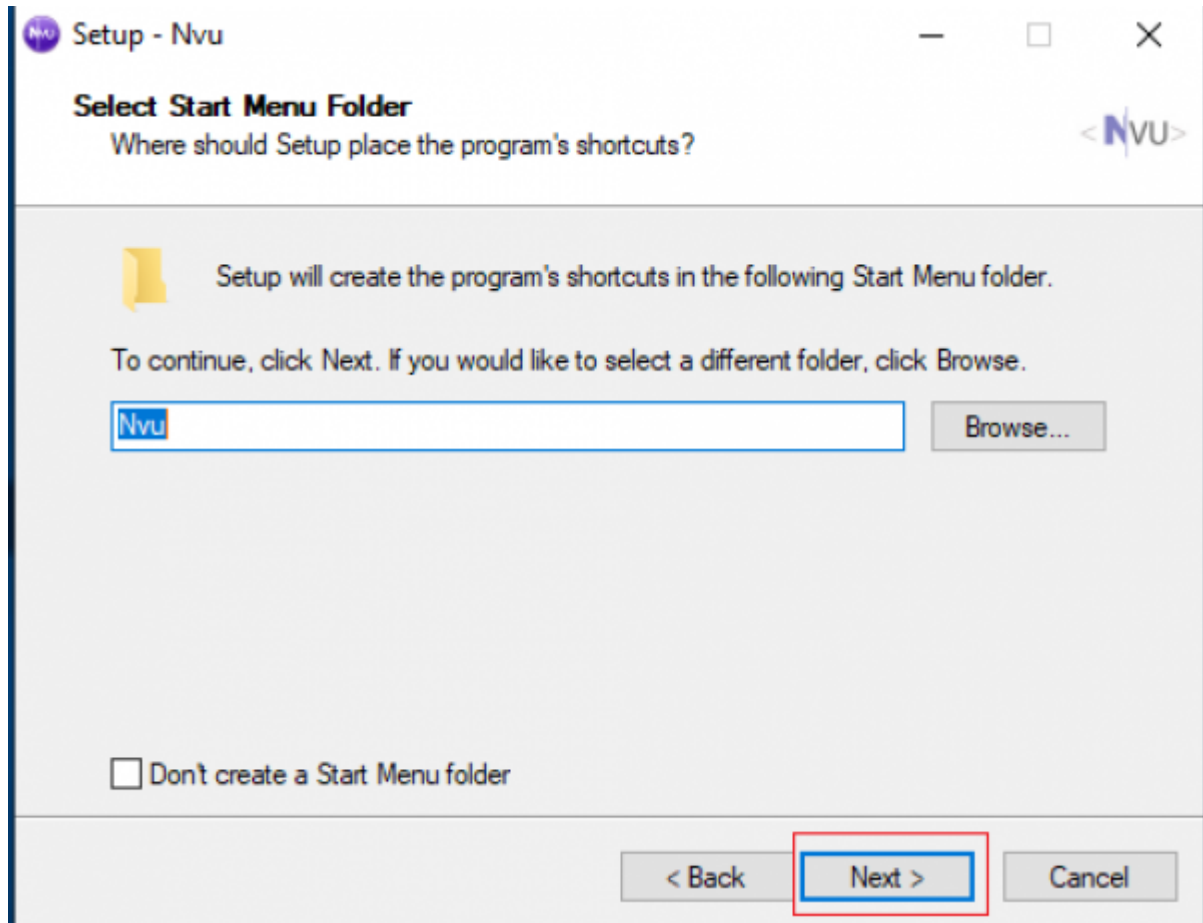 Setup - Nvu
Select Start Menu Folder
Where should Setup place the program's shortcuts?
<NVU>
Setup will create the program's shortcuts in the following Start Menu folder.
To continue, click Next. If you would like to select a different folder, click Browse.
Nvu
Browse...
Don't create a Start Menu folder
< Back
Next >
Cancel